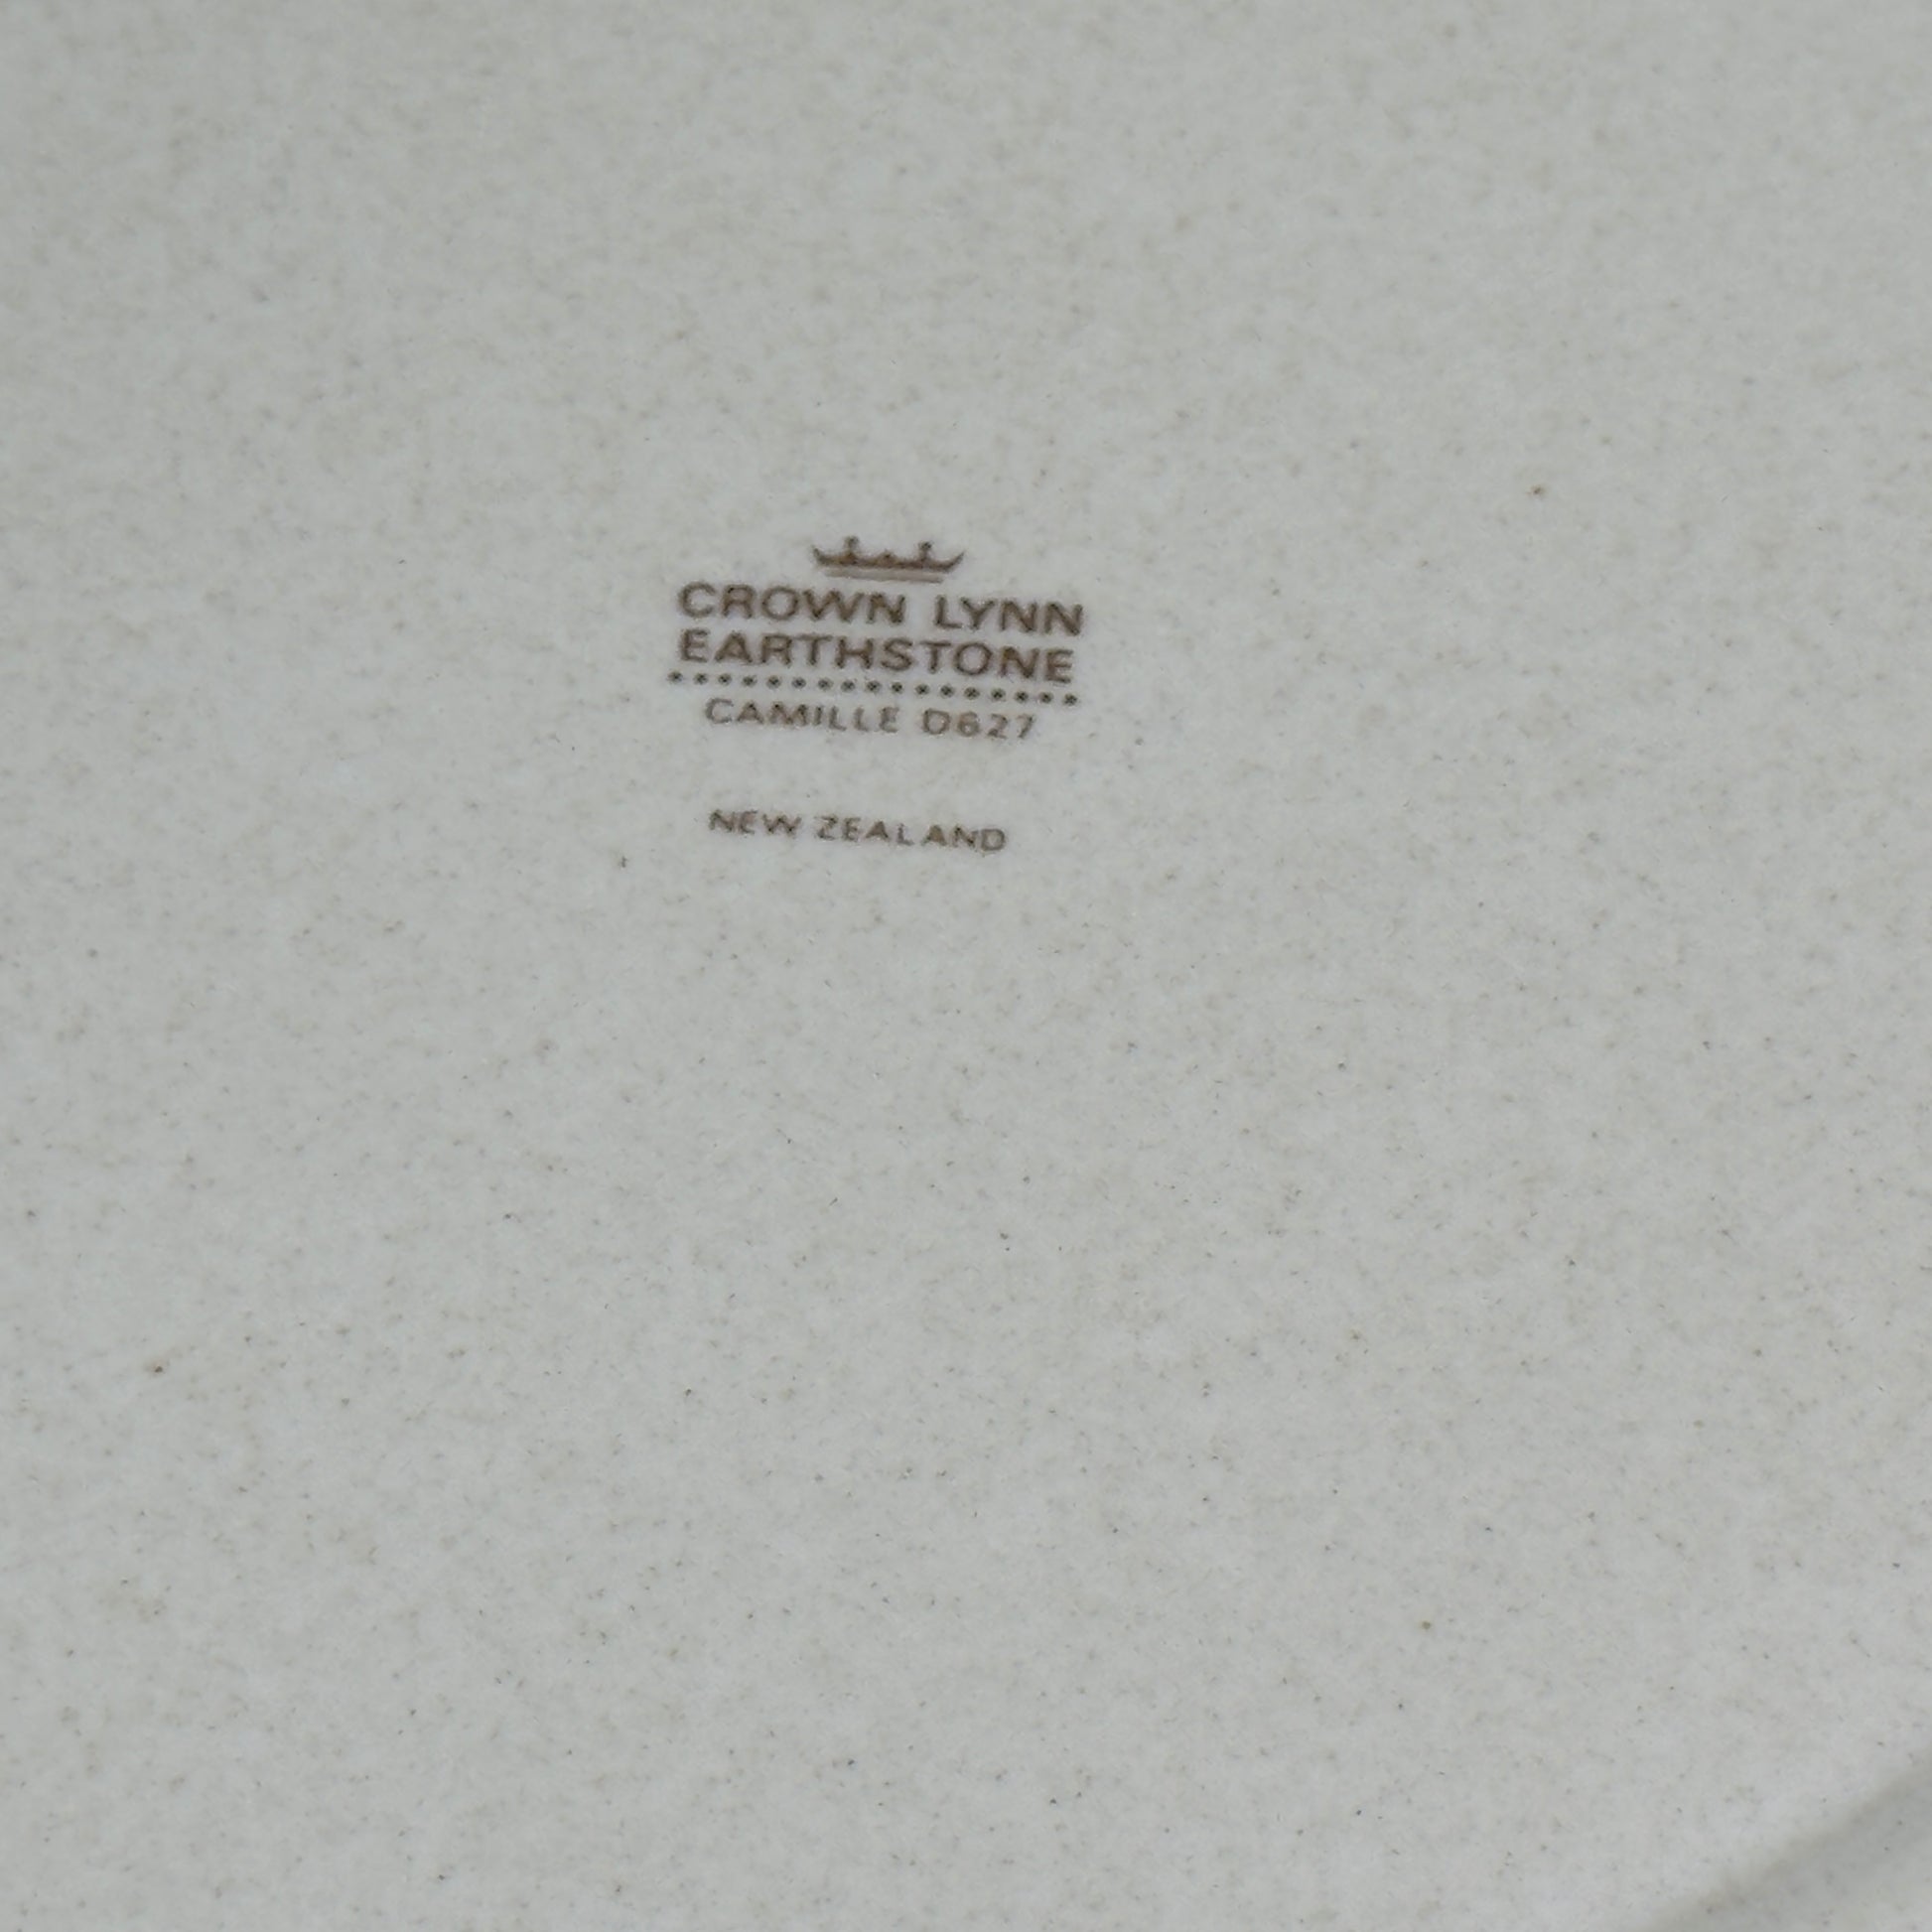 CROWN LYNN
EARTHSTONE
CAMILLE D627
NEW ZEALAND